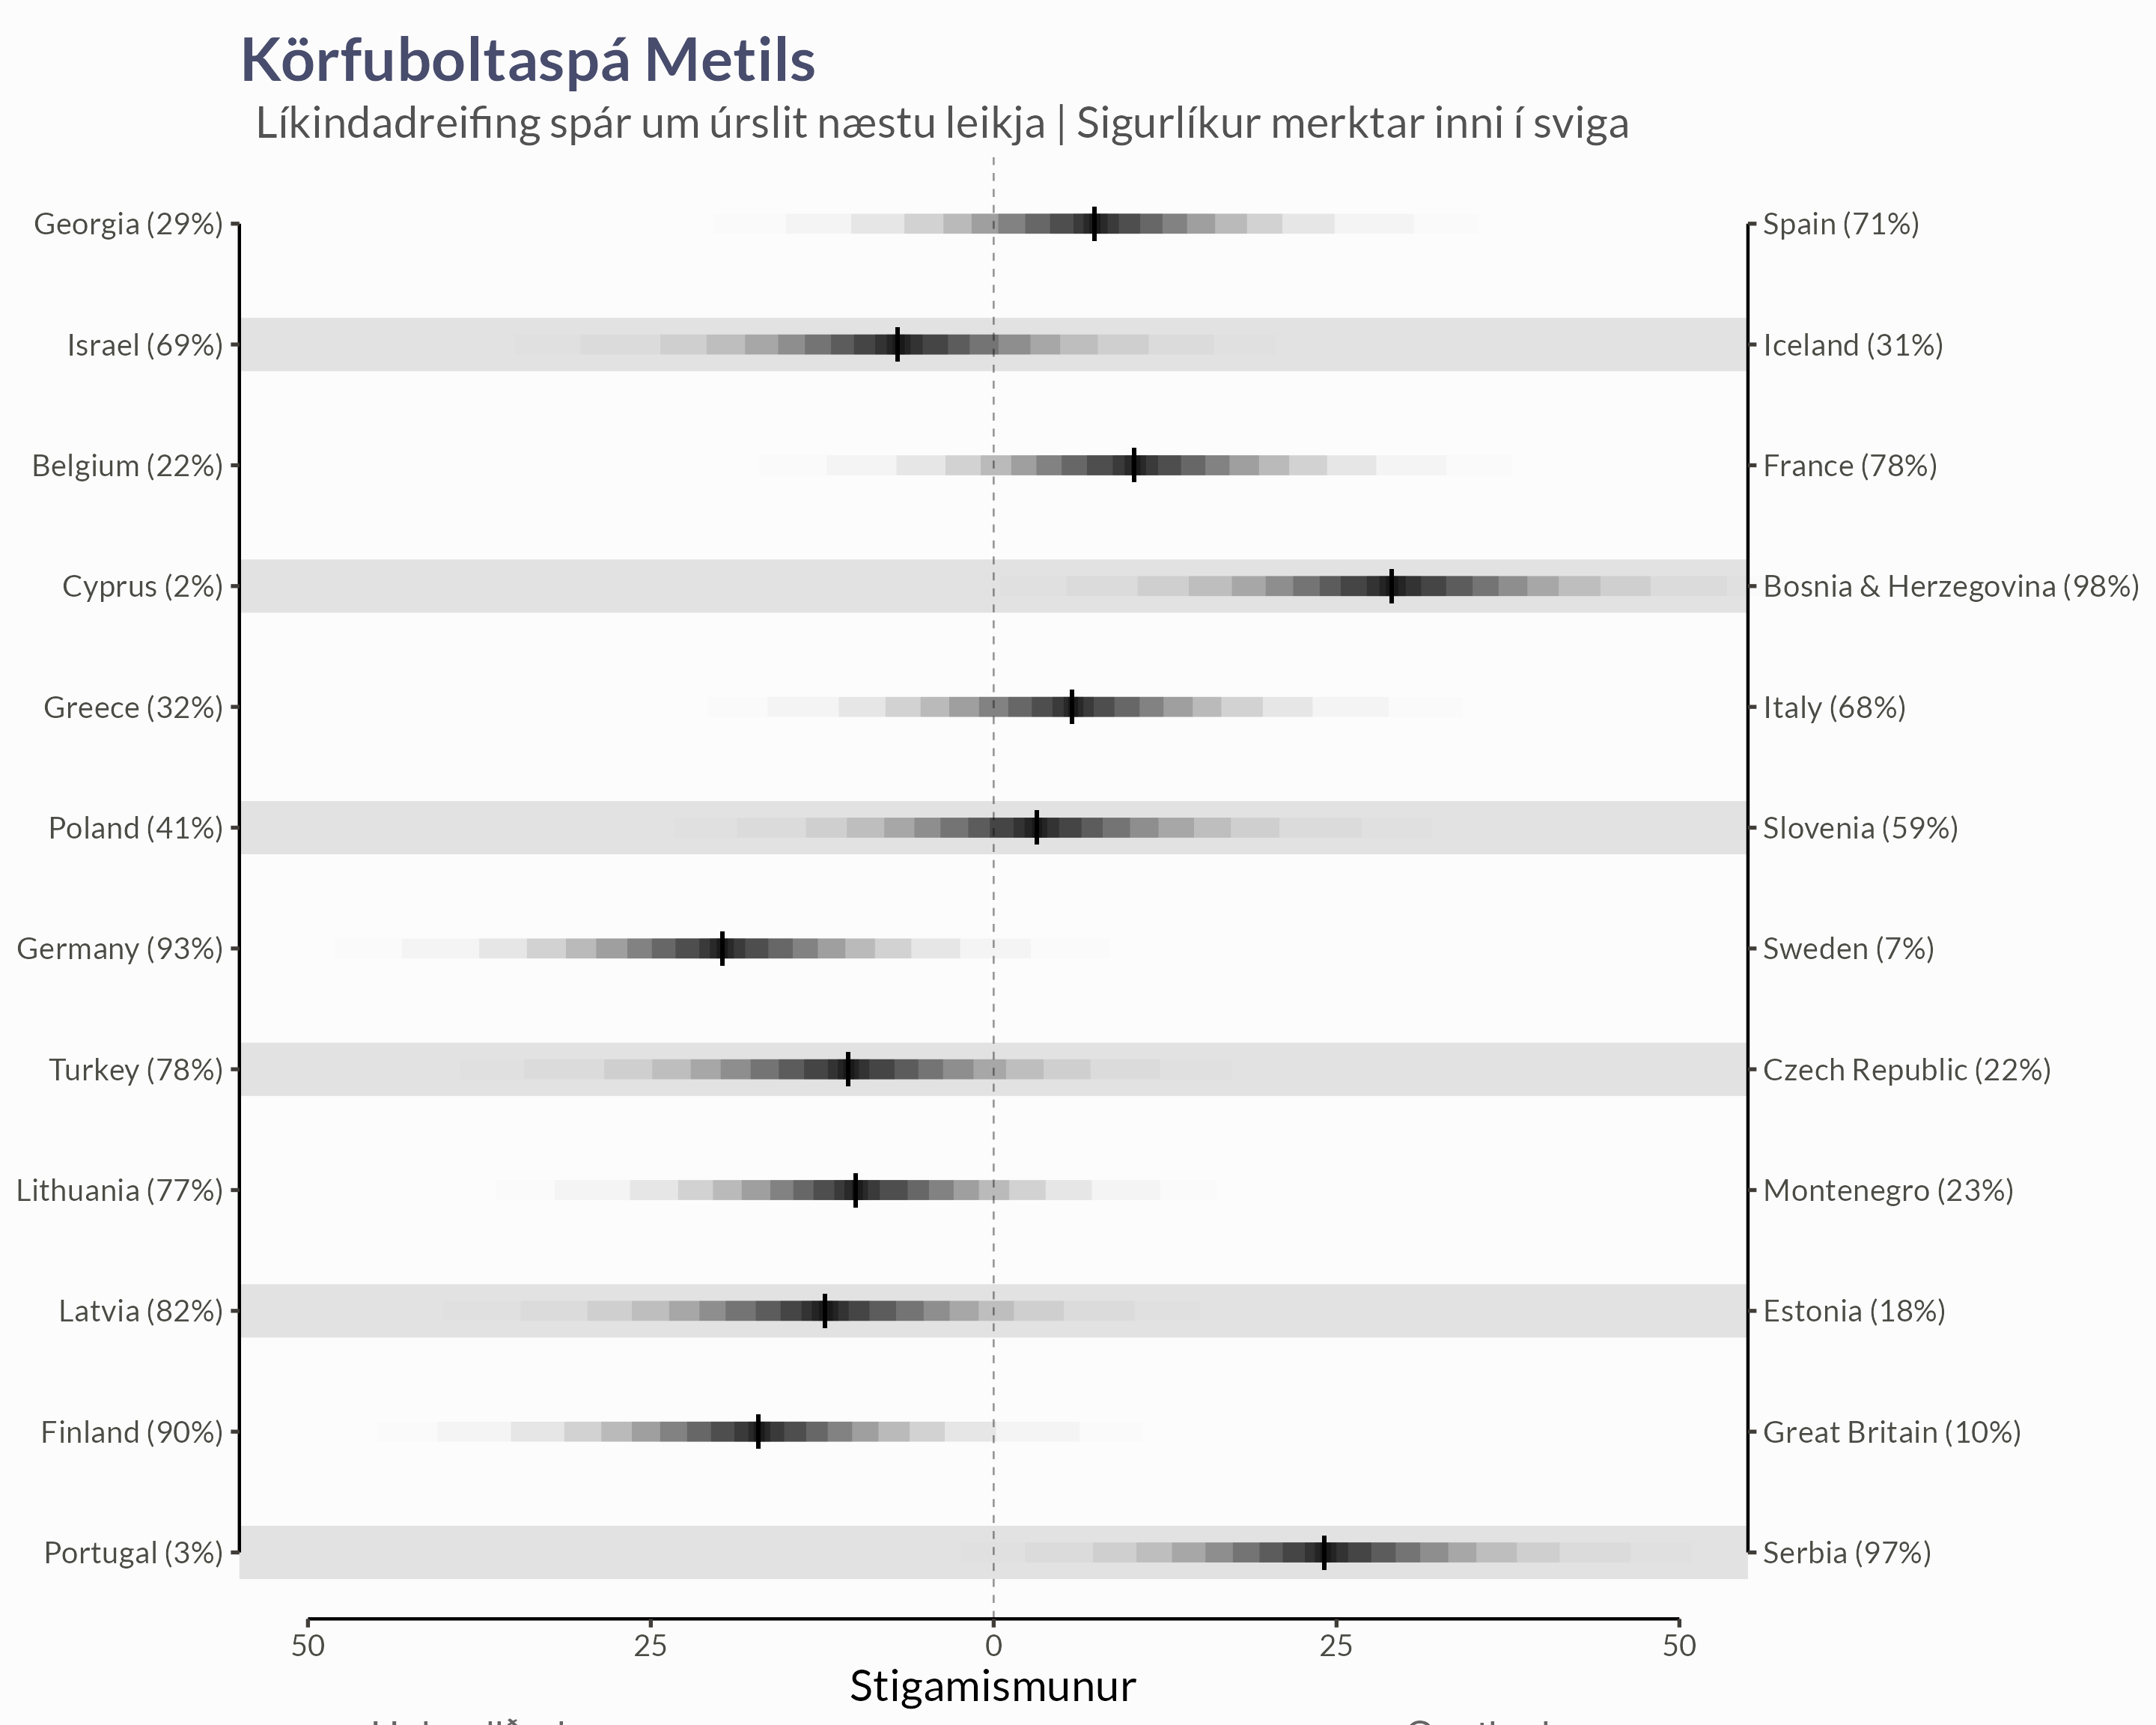 Körfuboltaspá Metils
Líkindadreifing spár um úrslit næstu leikja | Sigurlíkur merktar inni í sviga
Georgia (29%) Spain (71%)
Israel (69%) Iceland (31%)
Belgium (22%) France (78%)
Cyprus (2%) Bosnia & Herzegovina (98%)
Greece (32%) Italy (68%)
Poland (41%) Slovenia (59%)
Germany (93%) Sweden (7%)
Turkey (78%) Czech Republic (22%)
Lithuania (77%) Montenegro (23%)
Latvia (82%) Estonia (18%)
Finland (90%) Great Britain (10%)
Portugal (3%) Serbia (97%)
50 25 0 25 50
Stigamismunur